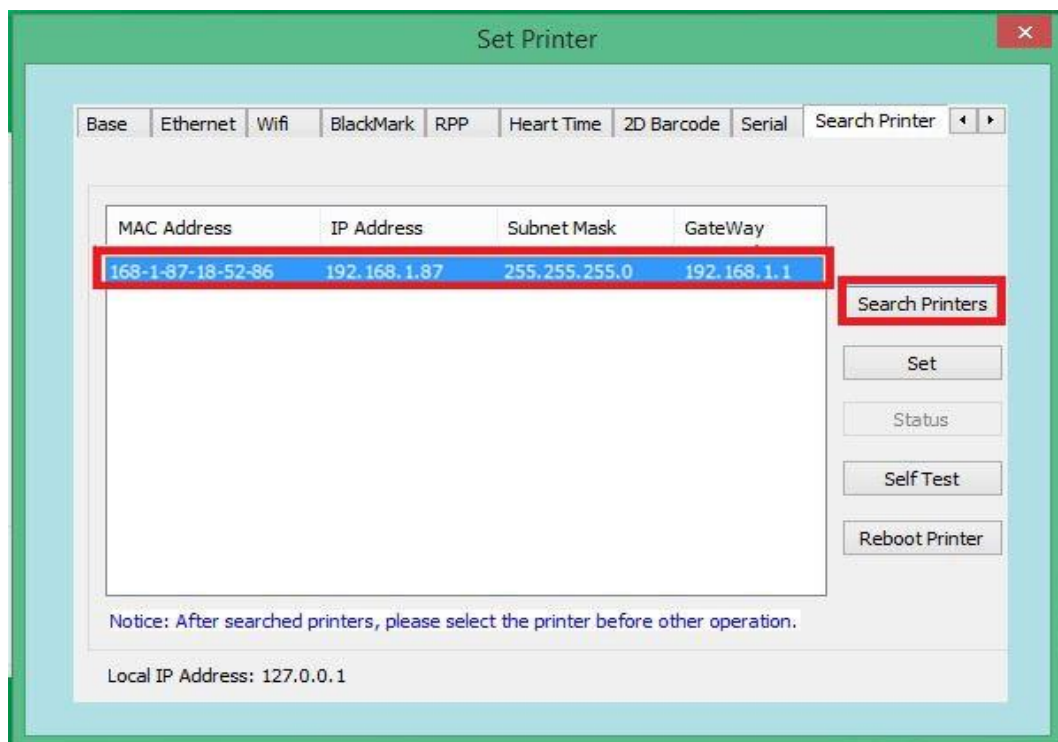 Set Printer
Base Ethernet Wifi BlackMark RPP Heart Time 2D Barcode Serial Search Printer
MAC Address IP Address Subnet Mask GateWay
168-1-87-18-52-86 192.168.1.87 255.255.255.0 192.168.1.1
Search Printers
Set
Status
Self Test
Reboot Printer
Notice: After searched printers, please select the printer before other operation.
Local IP Address: 127.0.0.1